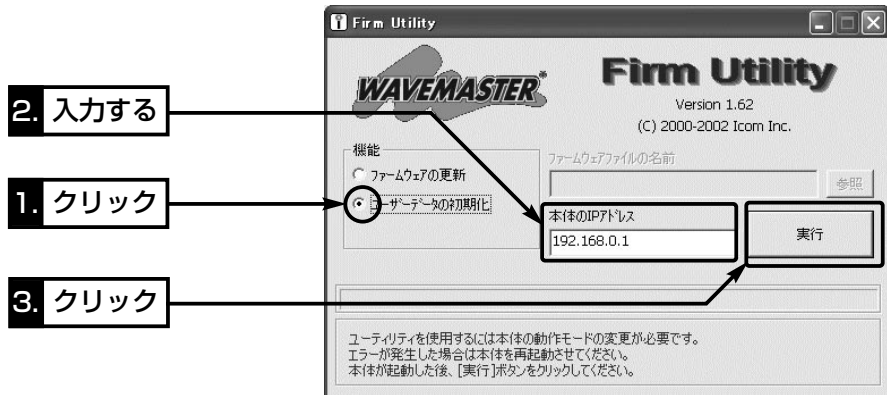 Firm Utility
WAVEMASTER®
Firm Utility
Version 1.62
(C) 2000-2002 Icom Inc.
2. 入力する
1. クリック
3. クリック
機能
ファームウェアの更新
ユーザーデータの初期化
ファームウェアファイルの名前
参照
本体のIPアドレス
192.168.0.1
実行
ユーティリティを使用するには本体の動作モードの変更が必要です。
エラーが発生した場合は本体を再起動させてください。
本体が起動した後、[実行]ボタンをクリックしてください。